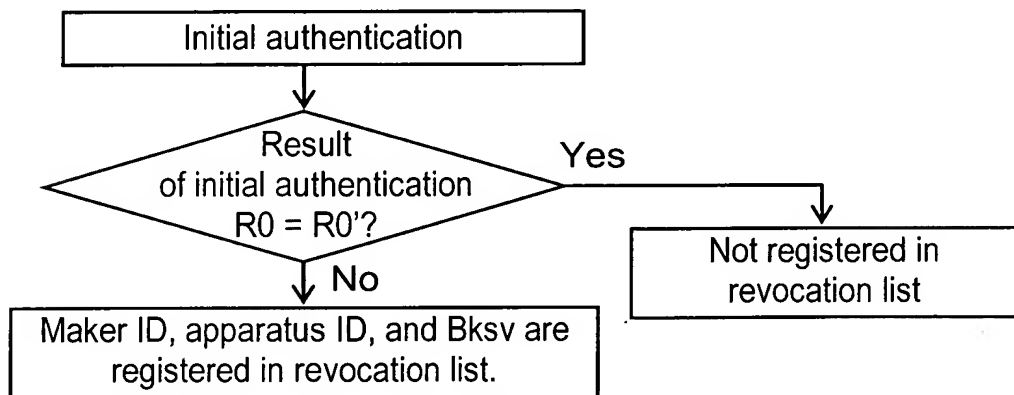 Initial authentication
Result
of initial authentication
R0 = R0'?
Yes
No
Not registered in
revocation list
Maker ID, apparatus ID, and Bksv are
registered in revocation list.